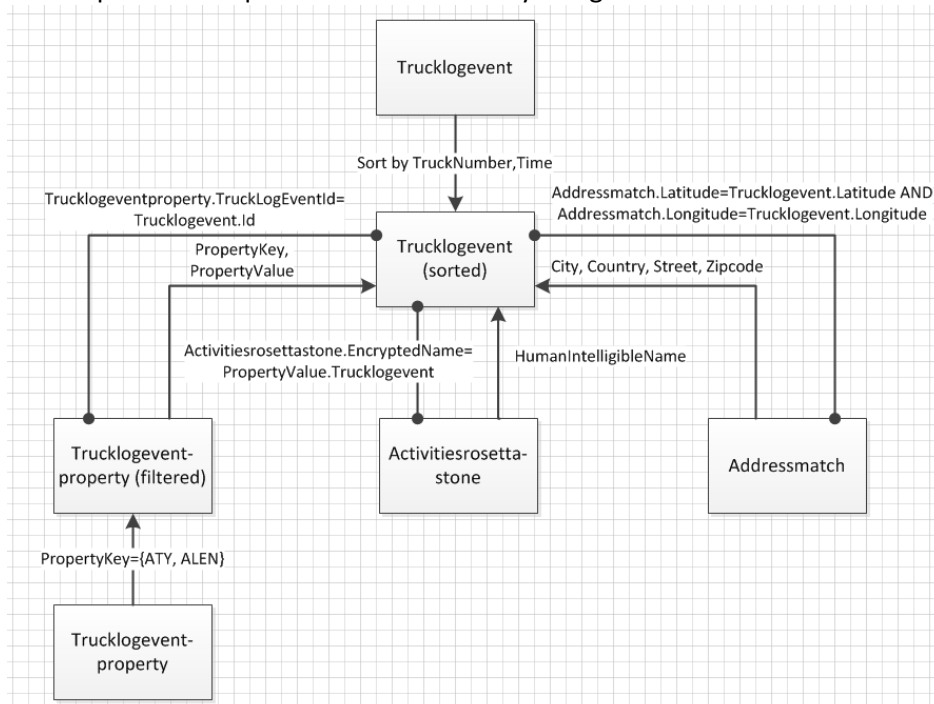 Trucklogevent
Sort by TruckNumber,Time
Trucklogeventproperty.TruckLogEventId=
Trucklogevent.Id
Addressmatch.Latitude=Trucklogevent.Latitude AND
Addressmatch.Longitude=Trucklogevent.Longitude
Trucklogevent
(sorted)
PropertyKey,
PropertyValue
City, Country, Street, Zipcode
Activitiesrosettastone.EncryptedName=
PropertyValue.Trucklogevent
HumanIntelligibleName
Trucklogevent-
property (filtered)
Activitiesrosetta-
stone
Addressmatch
PropertyKey={ATY, ALEN}
Trucklogevent-
property